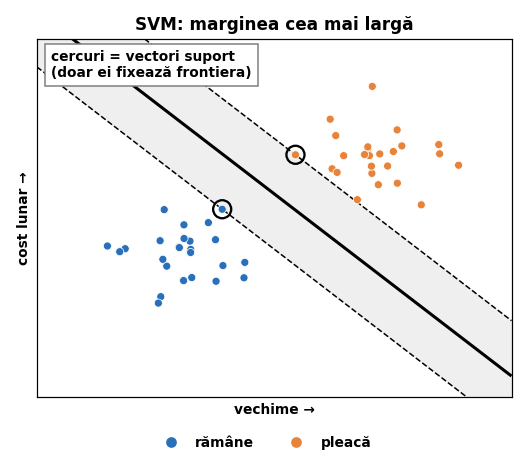 SVM: marginea cea mai largă
cercuri = vectori suport
(doar ei fixează frontiera)
cost lunar →
vechime →
rămâne
pleacă